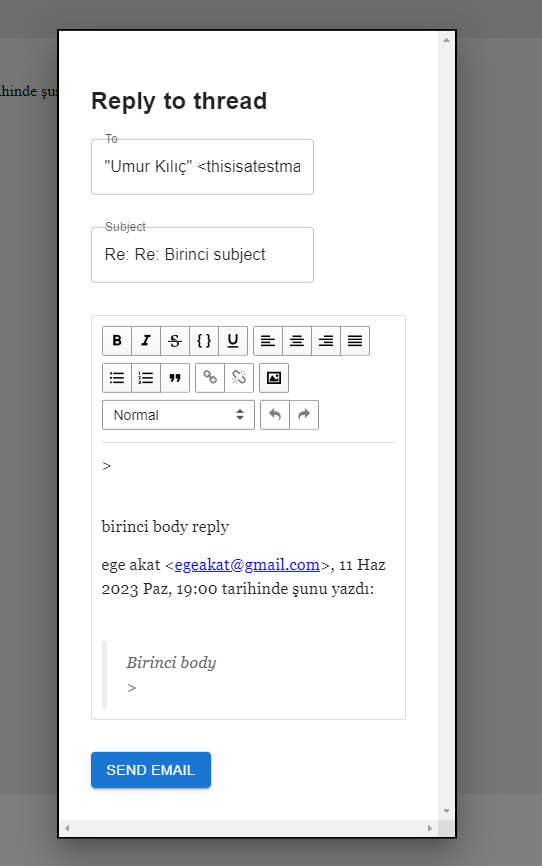 hinde şu
Reply to thread
To
"Umur Kılıç" <thisisatestma
Subject
Re: Re: Birinci subject
B I S {} U
Normal
>
birinci body reply
ege akat <egeakat@gmail.com>, 11 Haz
2023 Paz, 19:00 tarihinde şunu yazdı:
Birinci body
>
SEND EMAIL